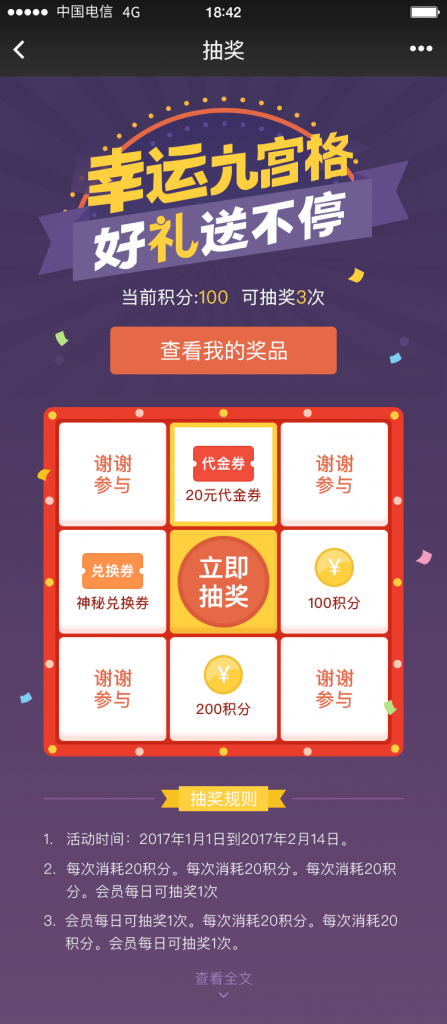 中国电信 4G 18:42
抽奖
幸运九宫格
好礼送不停
当前积分:100 可抽奖3次
查看我的奖品
谢谢
参与
代金券
20元代金券
谢谢
参与
兑换券
神秘兑换券
立即
抽奖
¥
100积分
谢谢
参与
¥
200积分
谢谢
参与
抽奖规则
1. 活动时间：2017年1月1日到2017年2月14日。
2. 每次消耗20积分。每次消耗20积分。每次消耗20积
分。会员每日可抽奖1次
3. 会员每日可抽奖1次。每次消耗20积分。每次消耗20
积分。会员每日可抽奖1次。
查看全文